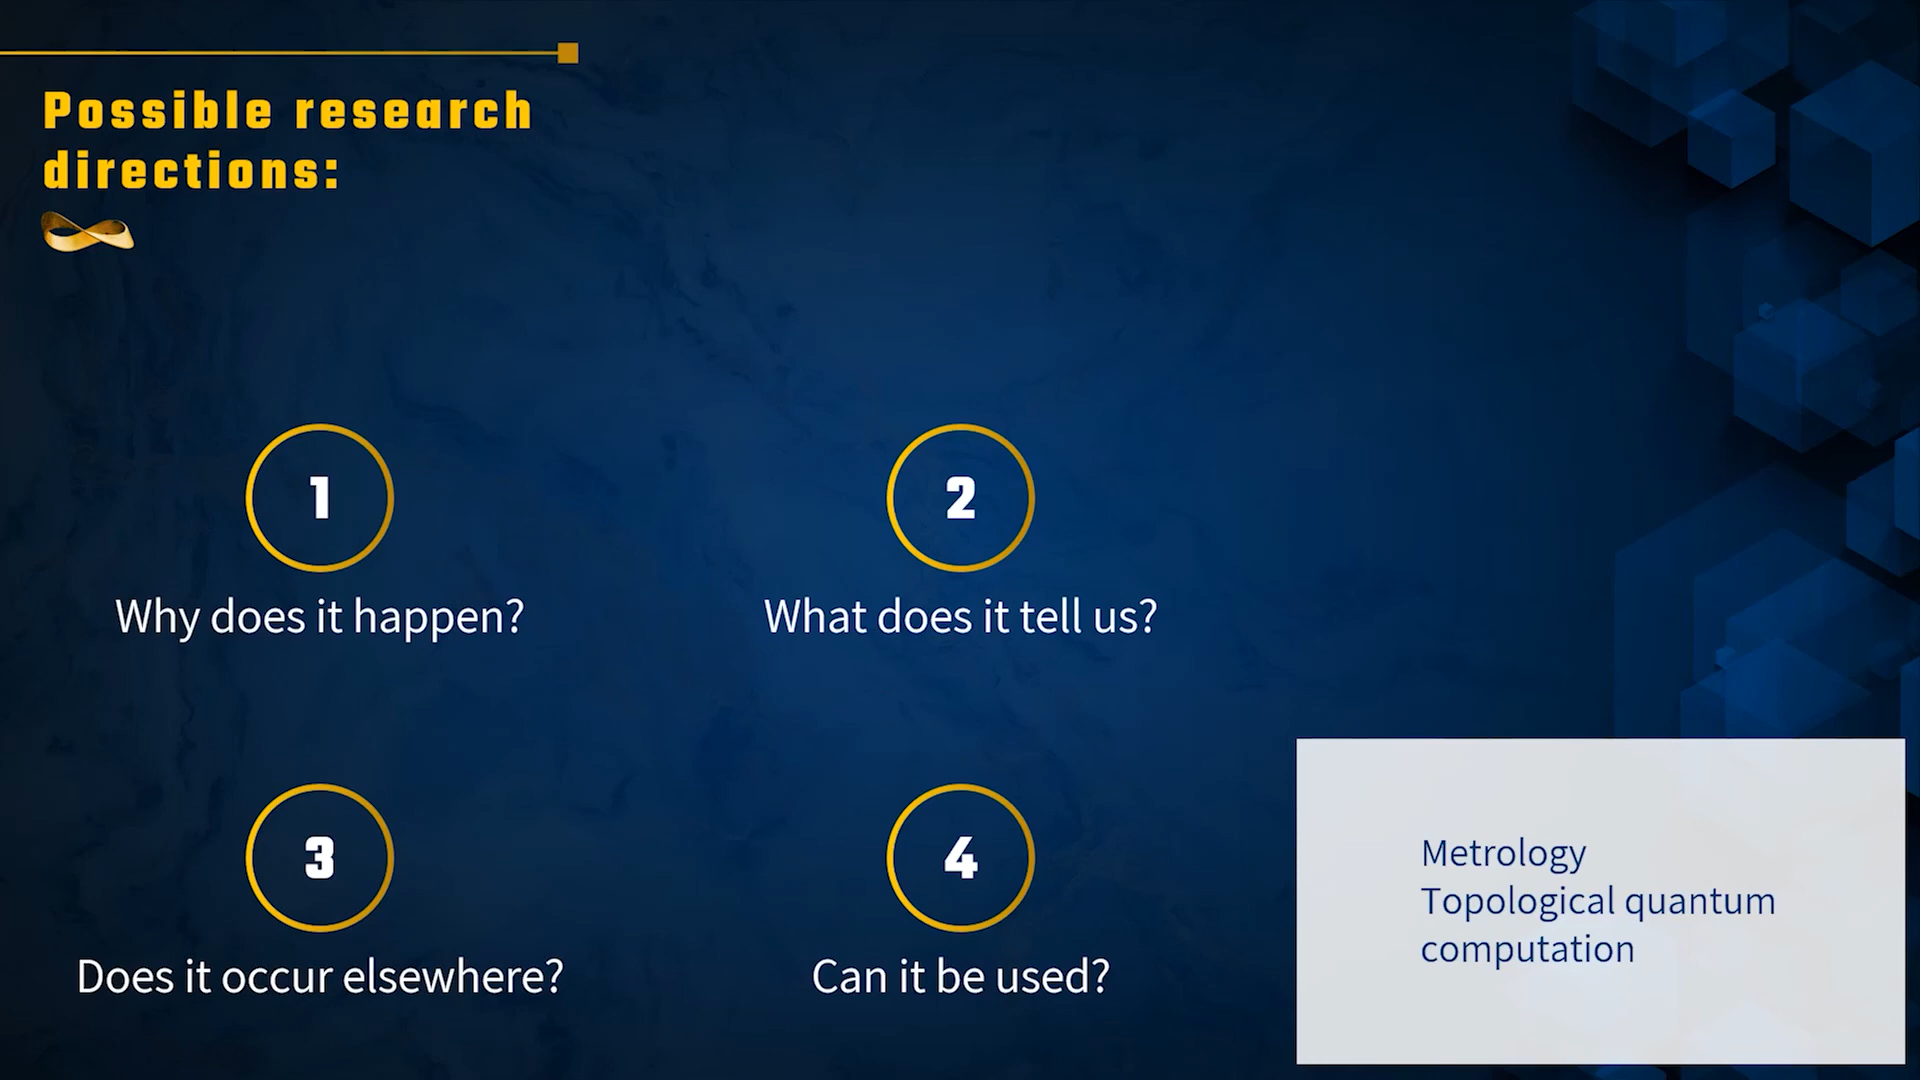 Possible research
directions:
1
Why does it happen?
2
What does it tell us?
3
Does it occur elsewhere?
4
Can it be used?
Metrology
Topological quantum
computation